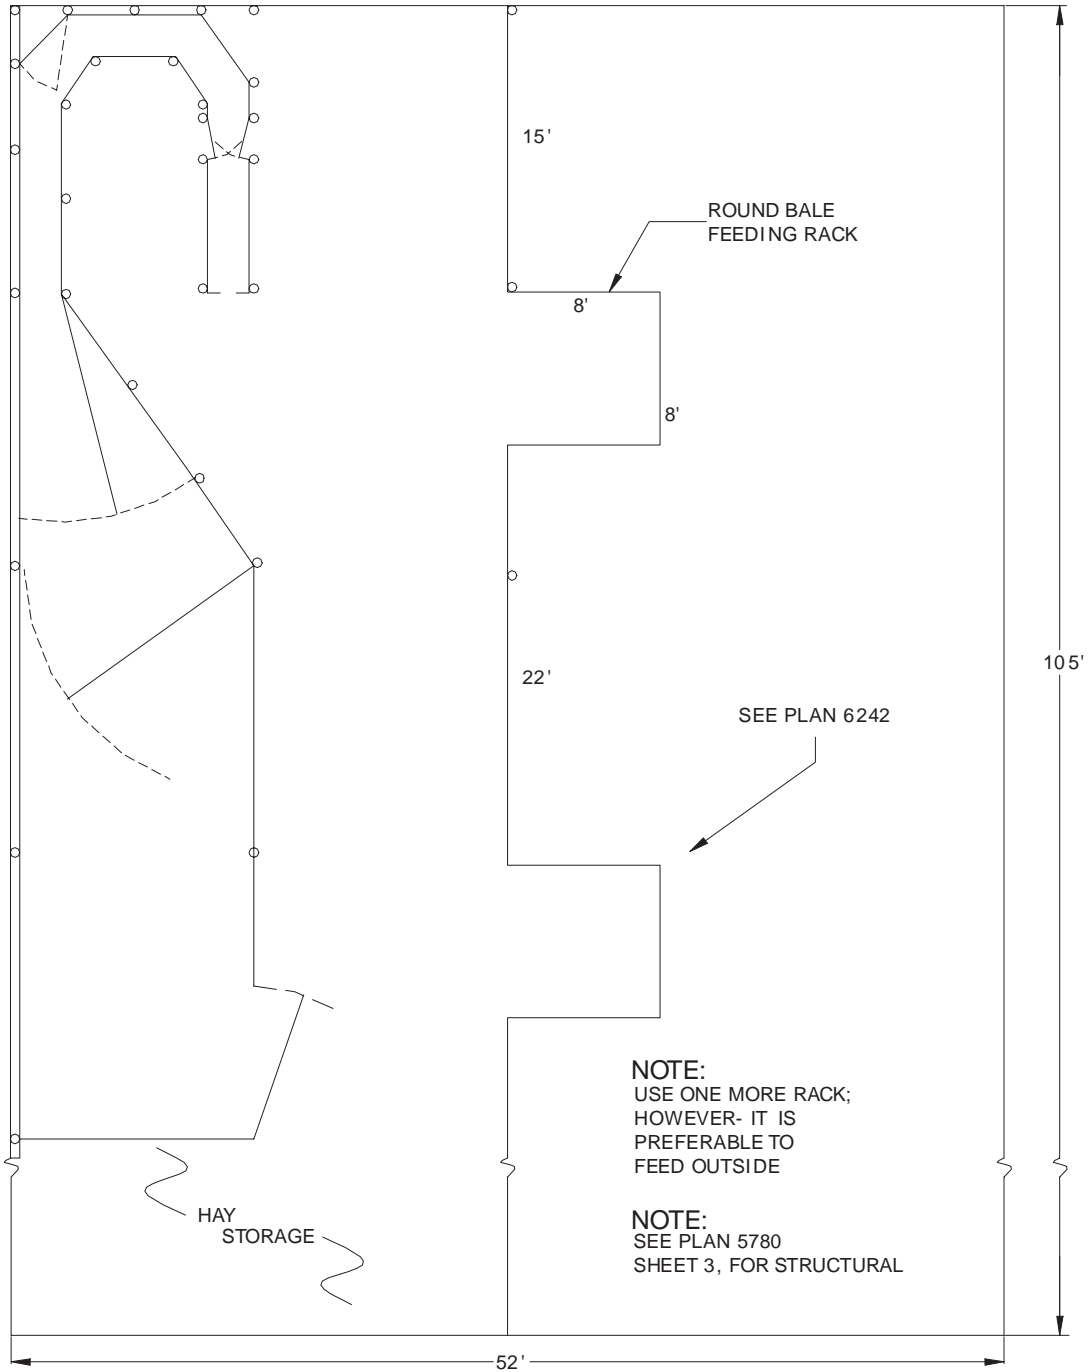 15'
ROUND BALE
FEEDING RACK
8'
8'
105'
22'
SEE PLAN 6242
NOTE:
USE ONE MORE RACK;
HOWEVER- IT IS
PREFERABLE TO
FEED OUTSIDE
HAY
STORAGE
NOTE:
SEE PLAN 5780
SHEET 3, FOR STRUCTURAL
52'